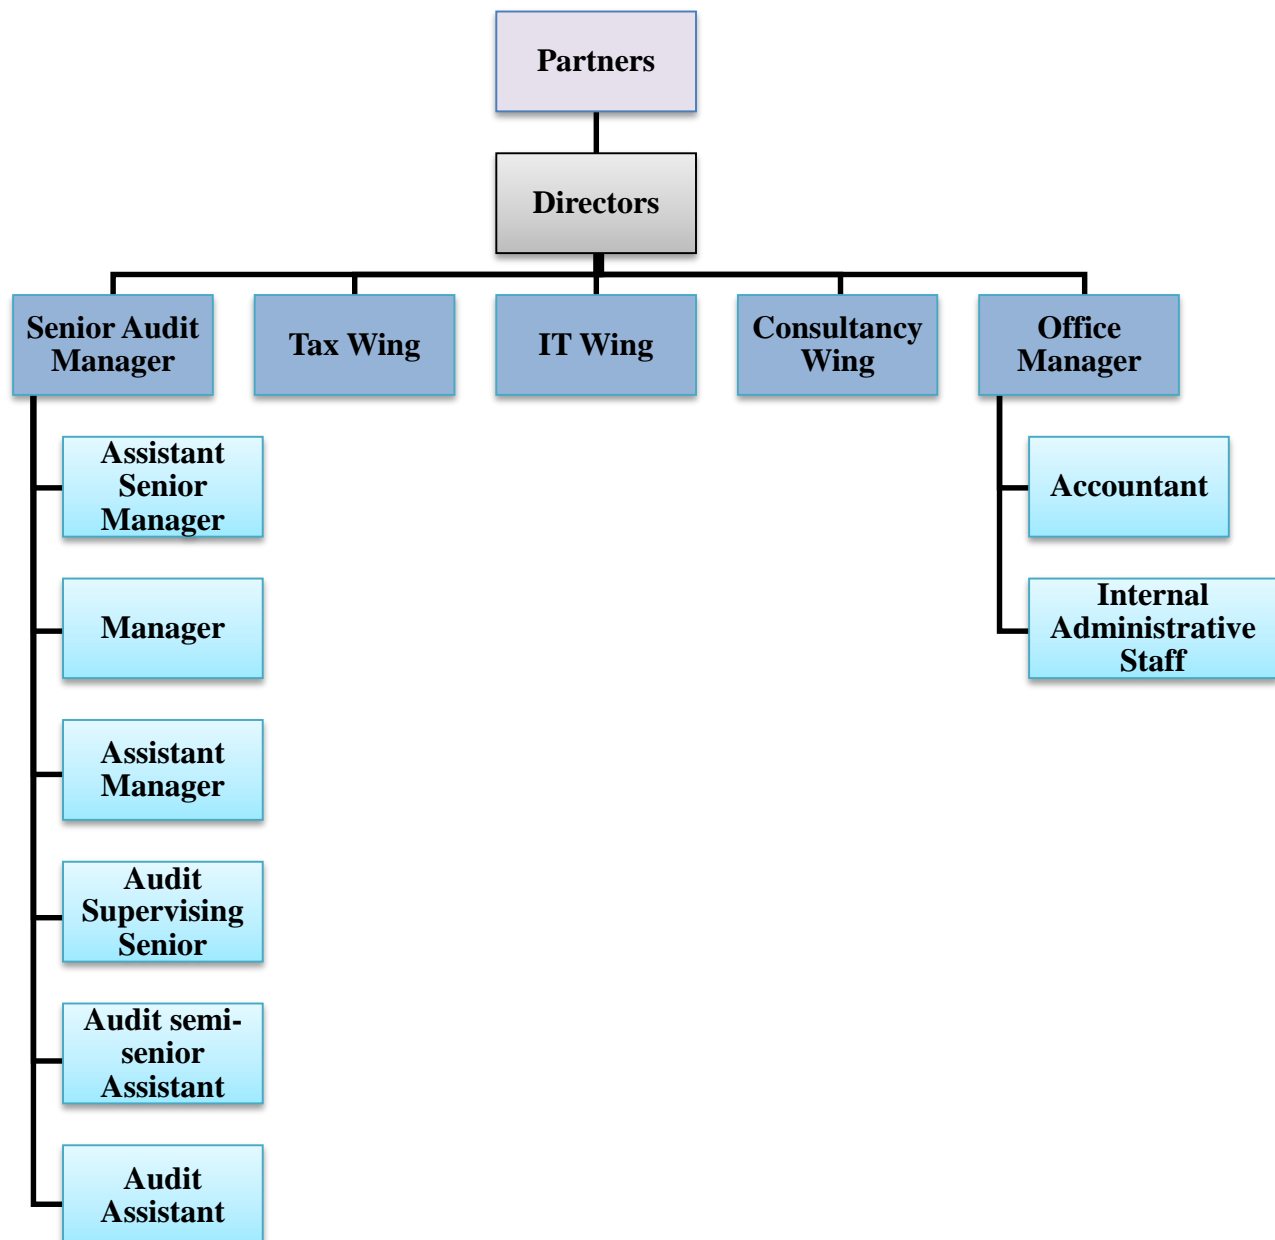 Partners
Directors
Senior Audit
Manager
Tax Wing
IT Wing
Consultancy
Wing
Office
Manager
Assistant
Senior
Manager
Manager
Assistant
Manager
Audit
Supervising
Senior
Audit semi-
senior
Assistant
Audit
Assistant
Accountant
Internal
Administrative
Staff